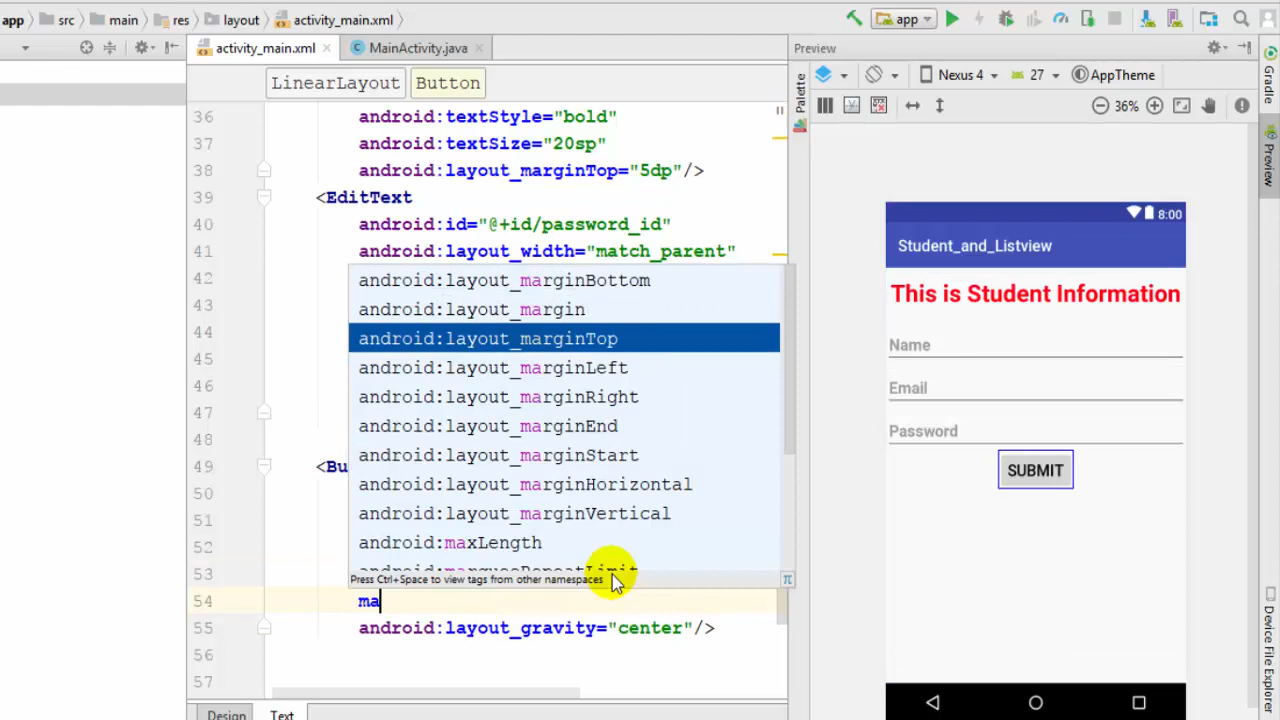 app src main res layout activity_main.xml
app
activity_main.xml MainActivity.java
Preview
LinearLayout Button
Nexus 4 27 AppTheme
36%
36 android:textStyle="bold"
37 android:textSize="20sp"
38 android:layout_marginTop="5dp"/>
39 <EditText
40 android:id="@+id/password_id"
41 android:layout_width="match_parent"
42
43
44
45
46
47
48
49 <Bu
50
51
52
53
54 ma
55 android:layout_gravity="center"/>
56
57
android:layout_marginBottom
android:layout_margin
android:layout_marginTop
android:layout_marginLeft
android:layout_marginRight
android:layout_marginEnd
android:layout_marginStart
android:layout_marginHorizontal
android:layout_marginVertical
android:maxLength
android:marqueeRepeatLimit
Press Ctrl+Space to view tags from other namespaces
π
Design Text
Palette
8:00
Student_and_Listview
This is Student Information
Name
Email
Password
SUBMIT
Gradle
Preview
Device File Explorer